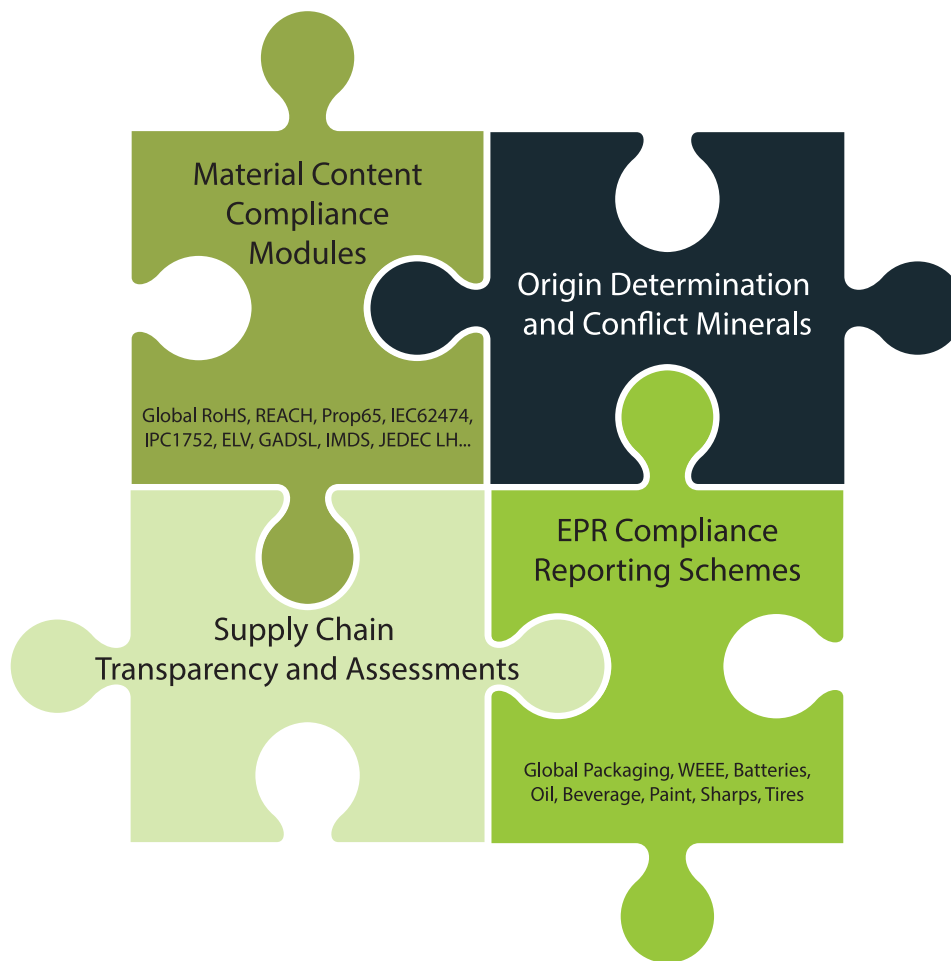 Material Content
Compliance
Modules
Global RoHS, REACH, Prop65, IEC62474,
IPC1752, ELV, GADSL, IMDS, JEDEC LH...
Origin Determination
and Conflict Minerals
Supply Chain
Transparency and Assessments
EPR Compliance
Reporting Schemes
Global Packaging, WEEE, Batteries,
Oil, Beverage, Paint, Sharps, Tires